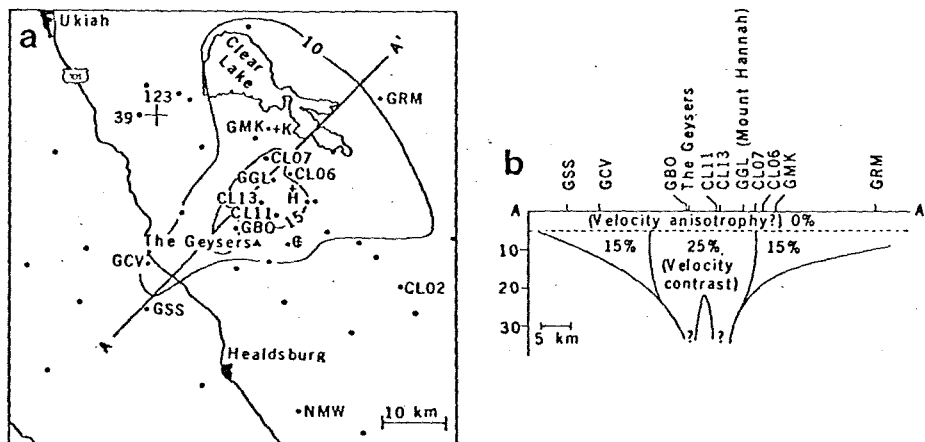 a
Ukiah
101
Clear
Lake
10
A'
GRM
123
39
GMK
+K
CL07
GGL
CL06
CL13
H
CL11
15
GBO
The Geysers
GCV
CL02
GSS
A
Healdsburg
NMW
10 km
b
GSS
GCV
GBO
The Geysers
CL11
CL13
GGL (Mount Hannah)
CL07
CL06
GMK
GRM
A
A
(Velocity anisotropy?) 0%
10
15%
25%
15%
(Velocity
contrast)
20
30
?
?
5 km